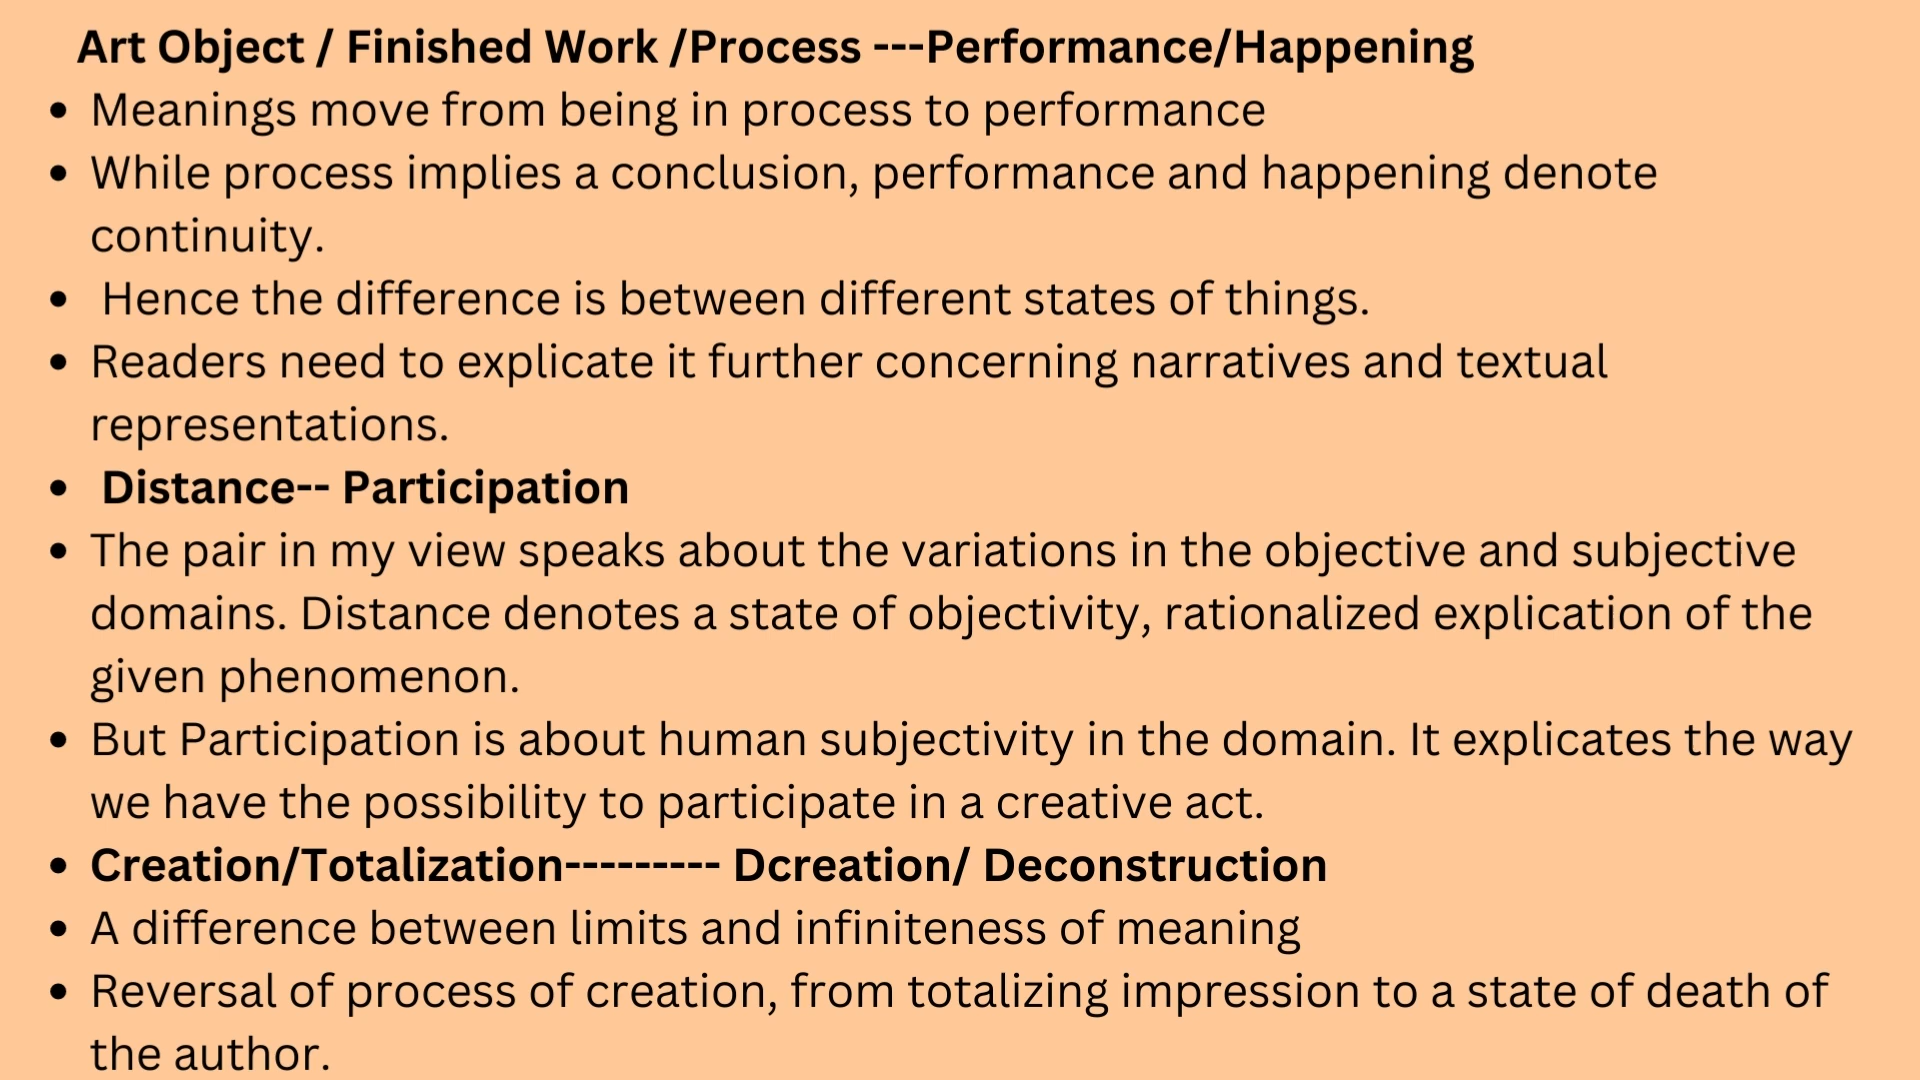 Art Object / Finished Work /Process ---Performance/Happening
• Meanings move from being in process to performance
• While process implies a conclusion, performance and happening denote
continuity.
• Hence the difference is between different states of things.
• Readers need to explicate it further concerning narratives and textual
representations.
• Distance-- Participation
• The pair in my view speaks about the variations in the objective and subjective
domains. Distance denotes a state of objectivity, rationalized explication of the
given phenomenon.
• But Participation is about human subjectivity in the domain. It explicates the way
we have the possibility to participate in a creative act.
• Creation/Totalization--------- Dcreation/ Deconstruction
• A difference between limits and infiniteness of meaning
• Reversal of process of creation, from totalizing impression to a state of death of
the author.